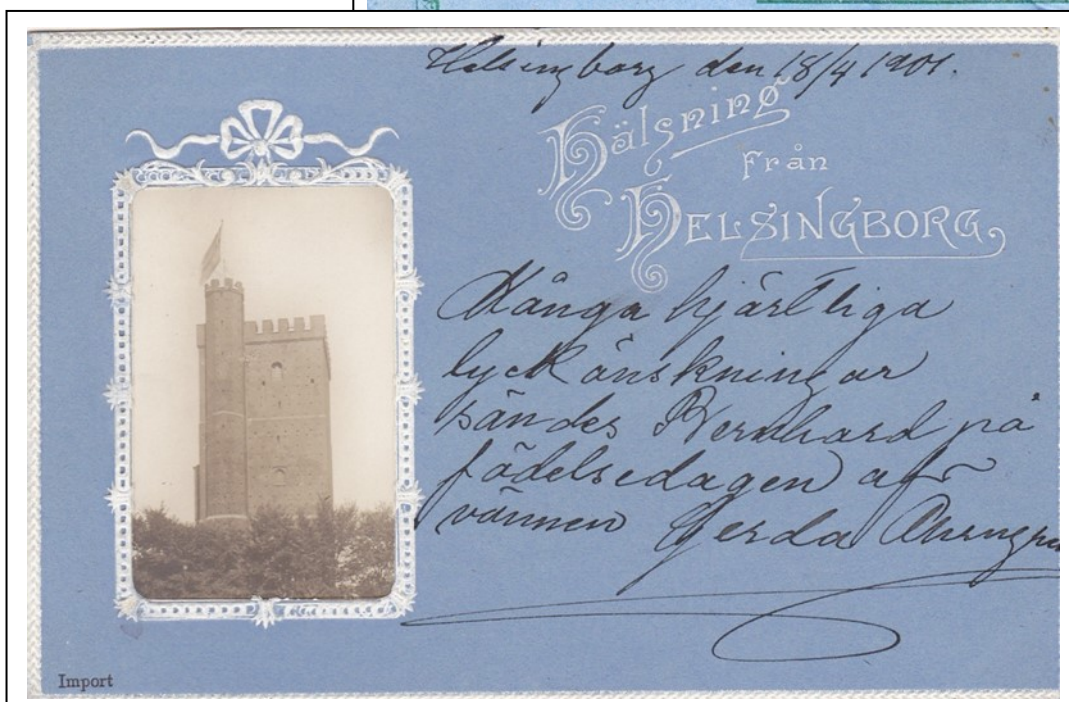 Helsingborg den 18/4 1901.
Hälsning
Från
HELSINGBORG
Många hjärtliga
lyckönskningar
sändes Bernhard på
födelsedagen af
vännen Gerda
Import